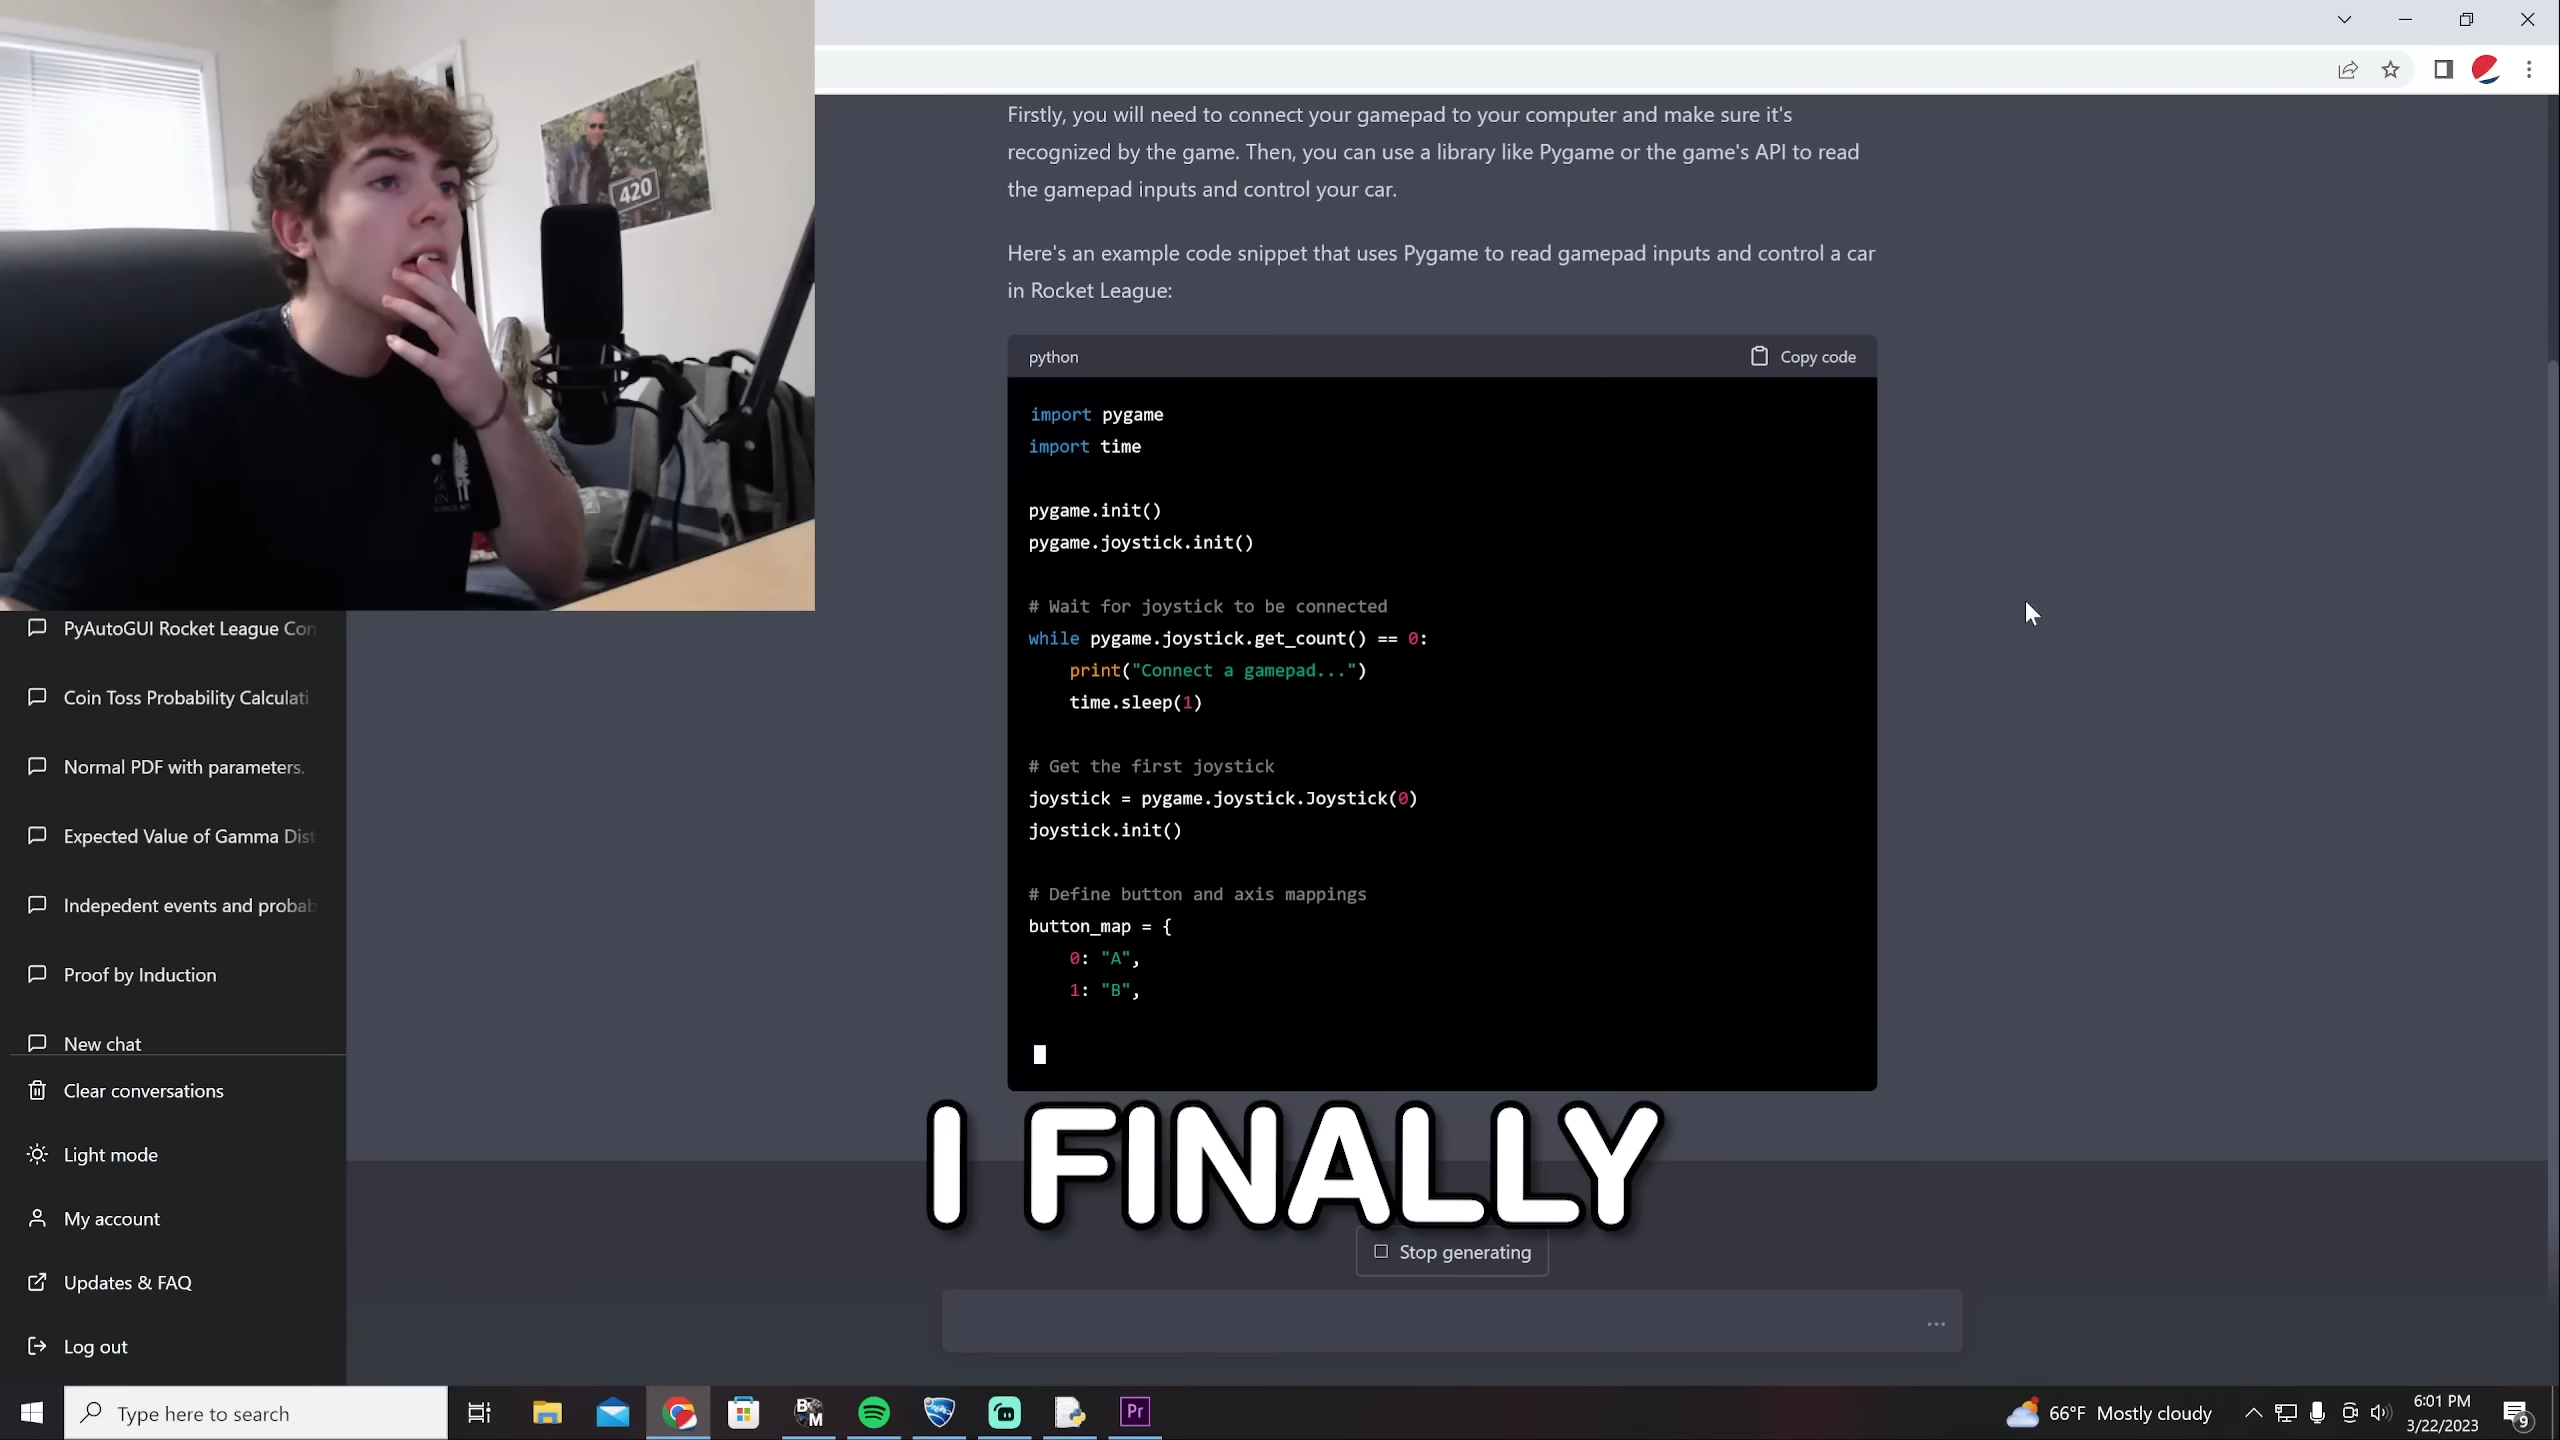 420
Firstly, you will need to connect your gamepad to your computer and make sure it's
recognized by the game. Then, you can use a library like Pygame or the game's API to read
the gamepad inputs and control your car.
Here's an example code snippet that uses Pygame to read gamepad inputs and control a car
in Rocket League:
python
Copy code
import pygame
import time
pygame.init()
pygame.joystick.init()
# Wait for joystick to be connected
while pygame.joystick.get_count() == 0:
    print("Connect a gamepad...")
    time.sleep(1)
# Get the first joystick
joystick = pygame.joystick.Joystick(0)
joystick.init()
# Define button and axis mappings
button_map = {
    0: "A",
    1: "B",
PyAutoGUI Rocket League Con
Coin Toss Probability Calculati
Normal PDF with parameters.
Expected Value of Gamma Dist
Indepedent events and probab
Proof by Induction
New chat
Clear conversations
Light mode
My account
Updates & FAQ
Log out
I FINALLY
Stop generating
Type here to search
Pr
66°F Mostly cloudy
6:01 PM
3/22/2023
9